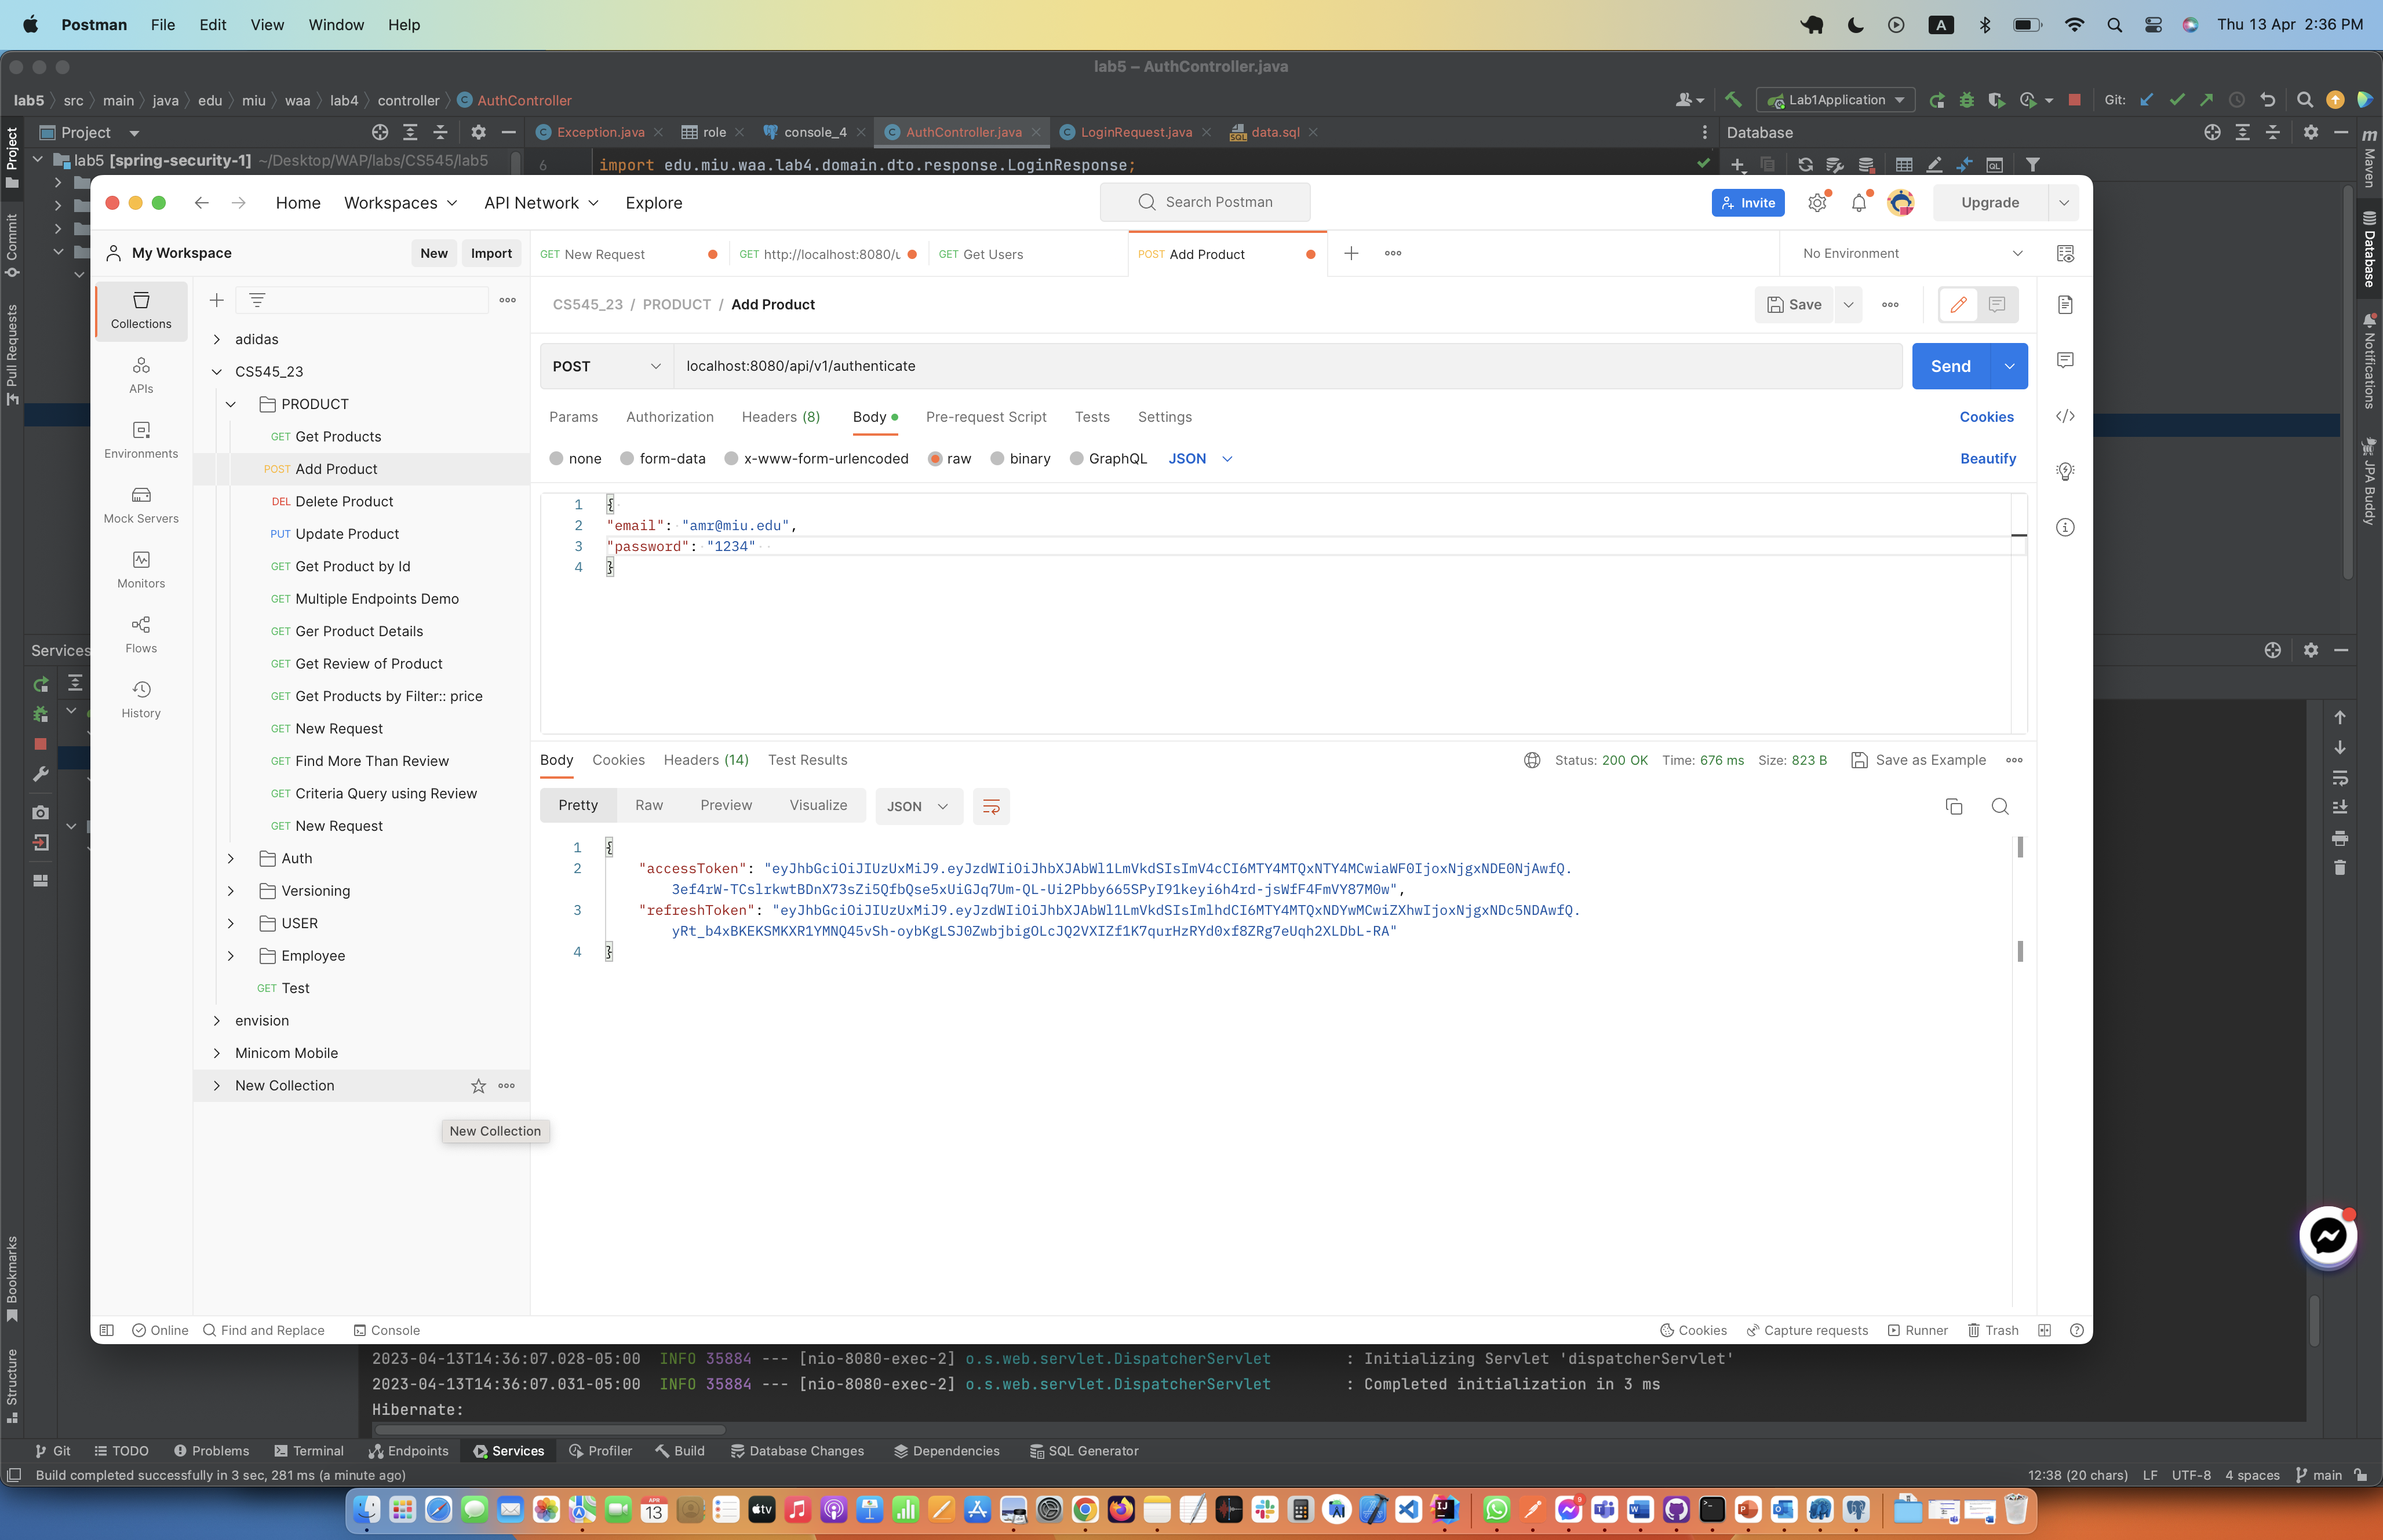 Postman File Edit View Window Help
A
Thu 13 Apr 2:36 PM
lab5 – AuthController.java
lab5 src main java edu miu waa lab4 controller AuthController
Lab1Application
Git:
Project
Exception.java role console_4 AuthController.java LoginRequest.java data.sql
Database
lab5 [spring-security-1] ~/Desktop/WAP/labs/CS545/lab5
6 import edu.miu.waa.lab4.domain.dto.response.LoginResponse;
Project
Commit
Pull Requests
Bookmarks
Structure
Maven
Database
Notifications
JPA Buddy
Services
Home Workspaces API Network Explore
Search Postman
Invite
Upgrade
My Workspace
New Import
GET New Request
GET http://localhost:8080/u
GET Get Users
POST Add Product
No Environment
Collections
APIs
Environments
Mock Servers
Monitors
Flows
History
adidas
CS545_23
PRODUCT
GET Get Products
POST Add Product
DEL Delete Product
PUT Update Product
GET Get Product by Id
GET Multiple Endpoints Demo
GET Ger Product Details
GET Get Review of Product
GET Get Products by Filter:: price
GET New Request
GET Find More Than Review
GET Criteria Query using Review
GET New Request
Auth
Versioning
USER
Employee
GET Test
envision
Minicom Mobile
New Collection
New Collection
CS545_23 / PRODUCT / Add Product
Save
POST
localhost:8080/api/v1/authenticate
Send
Params Authorization Headers (8) Body Pre-request Script Tests Settings
Cookies
none form-data x-www-form-urlencoded raw binary GraphQL JSON
Beautify
1 {
2 "email": "amr@miu.edu",
3 "password": "1234"
4 }
Body Cookies Headers (14) Test Results
Status: 200 OK Time: 676 ms Size: 823 B
Save as Example
Pretty Raw Preview Visualize
JSON
1 {
2 "accessToken": "eyJhbGciOiJIUzUxMiJ9.eyJzdWIiOiJhbXJAbWl1LmVkdSIsImV4cCI6MTY4MTQxNTY4MCwiaWF0IjoxNjgxNDE0NjAwfQ.
3ef4rW-TCslrkwtBDnX73sZi5QfbQse5xUiGJq7Um-QL-Ui2Pbby665SPyI91keyi6h4rd-jsWfF4FmVY87M0w",
3 "refreshToken": "eyJhbGciOiJIUzUxMiJ9.eyJzdWIiOiJhbXJAbWl1LmVkdSIsImlhdCI6MTY4MTQxNDYwMCwiZXhwIjoxNjgxNDc5NDAwfQ.
yRt_b4xBKEKSMKXR1YMNQ45vSh-oybKgLSJ0ZwbjbigOLcJQ2VXIZf1K7qurHzRYd0xf8ZRg7eUqh2XLDbL-RA"
4 }
Online Find and Replace Console
Cookies Capture requests Runner Trash
2023-04-13T14:36:07.028-05:00 INFO 35884 --- [nio-8080-exec-2] o.s.web.servlet.DispatcherServlet : Initializing Servlet 'dispatcherServlet'
2023-04-13T14:36:07.031-05:00 INFO 35884 --- [nio-8080-exec-2] o.s.web.servlet.DispatcherServlet : Completed initialization in 3 ms
Hibernate:
Git TODO Problems Terminal Endpoints Services Profiler Build Database Changes Dependencies SQL Generator
Build completed successfully in 3 sec, 281 ms (a minute ago)
12:38 (20 chars) LF UTF-8 4 spaces main